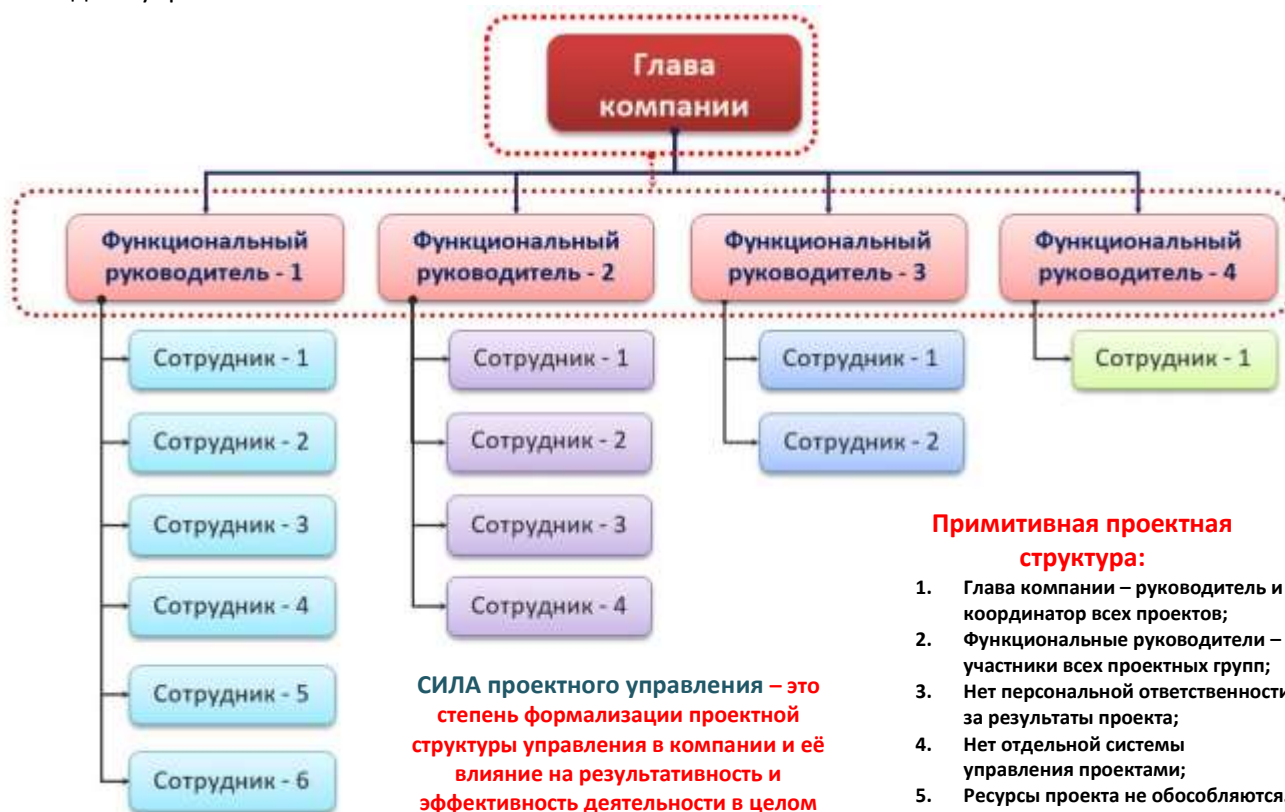 Глава
компании
Функциональный
руководитель - 1
Функциональный
руководитель - 2
Функциональный
руководитель - 3
Функциональный
руководитель - 4
Сотрудник - 1
Сотрудник - 2
Сотрудник - 3
Сотрудник - 4
Сотрудник - 5
Сотрудник - 6
Сотрудник - 1
Сотрудник - 2
Сотрудник - 3
Сотрудник - 4
Сотрудник - 1
Сотрудник - 2
Сотрудник - 1
СИЛА проектного управления – это
степень формализации проектной
структуры управления в компании и её
влияние на результативность и
эффективность деятельности в целом
Примитивная проектная
структура:
1. Глава компании – руководитель и
координатор всех проектов;
2. Функциональные руководители –
участники всех проектных групп;
3. Нет персональной ответственности
за результаты проекта;
4. Нет отдельной системы
управления проектами;
5. Ресурсы проекта не обособляются.